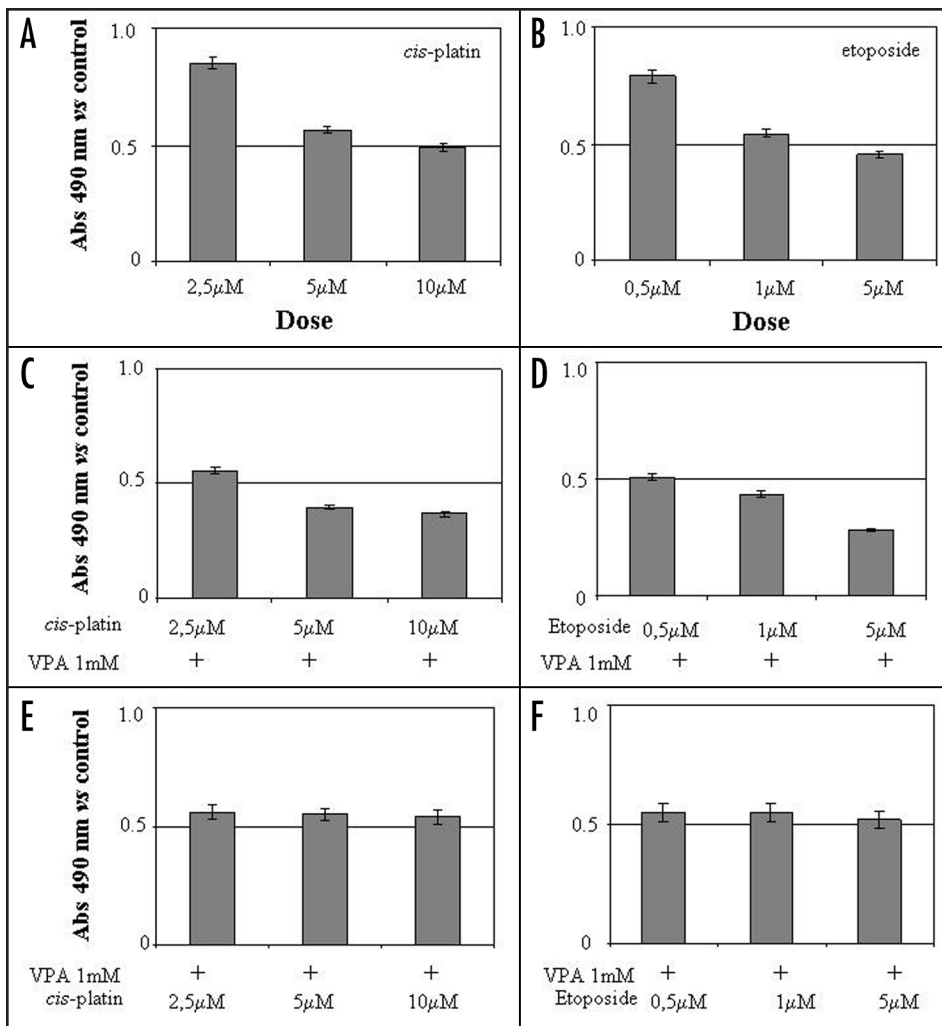 A
1.0
cis-platin
Abs 490 nm vs control
0.5
0
2,5µM 5µM 10µM
Dose
B
1.0
etoposide
0.5
0
0,5µM 1µM 5µM
Dose
C
1.0
Abs 490 nm vs control
0.5
0
cis-platin 2,5µM 5µM 10µM
VPA 1mM + + +
D
1.0
0.5
0
Etoposide 0,5µM 1µM 5µM
VPA 1mM + + +
E
1.0
Abs 490 nm vs control
0.5
0
VPA 1mM + + +
cis-platin 2,5µM 5µM 10µM
F
1.0
0.5
0
VPA 1mM + + +
Etoposide 0,5µM 1µM 5µM